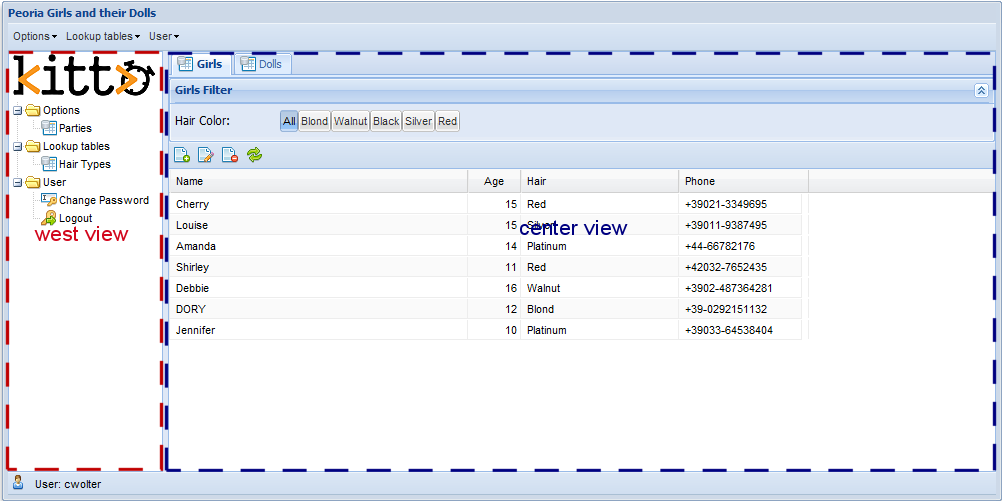 Peoria Girls and their Dolls
Options Lookup tables User
kitto
Options
Parties
Lookup tables
Hair Types
User
Change Password
Logout
west view
Girls Dolls
Girls Filter
Hair Color: All Blond Walnut Black Silver Red
Name Age Hair Phone
Cherry 15 Red +39021-3349695
Louise 15 Silver +39011-9387495
center view
Amanda 14 Platinum +44-66782176
Shirley 11 Red +42032-7652435
Debbie 16 Walnut +3902-487364281
DORY 12 Blond +39-0292151132
Jennifer 10 Platinum +39033-64538404
User: cwolter